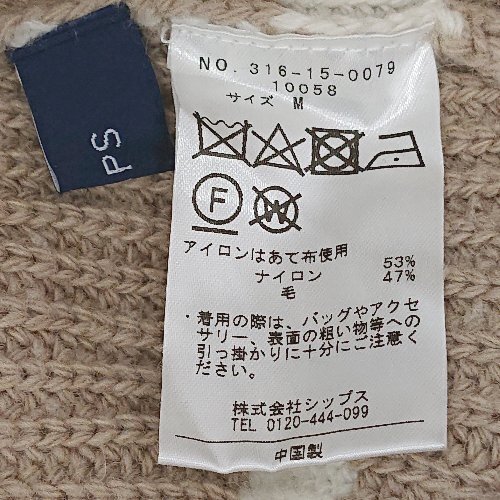 PS
NO. 316-15-0079
10058
サイズ M
F
W
アイロンはあて布使用
ナイロン 53%
毛 47%
・着用の際は、バッグやアクセ
サリー、表面の粗い物等への
引っ掛かりに十分にご注意く
ださい。
株式会社シップス
TEL 0120-444-099
中国製